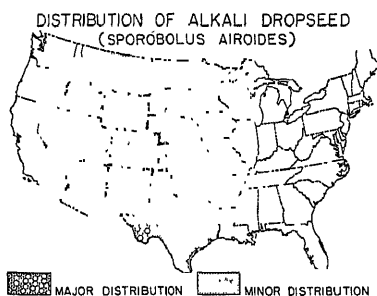 DISTRIBUTION OF ALKALI DROPSEED
(SPOROBOLUS AIROIDES)
MAJOR DISTRIBUTION MINOR DISTRIBUTION